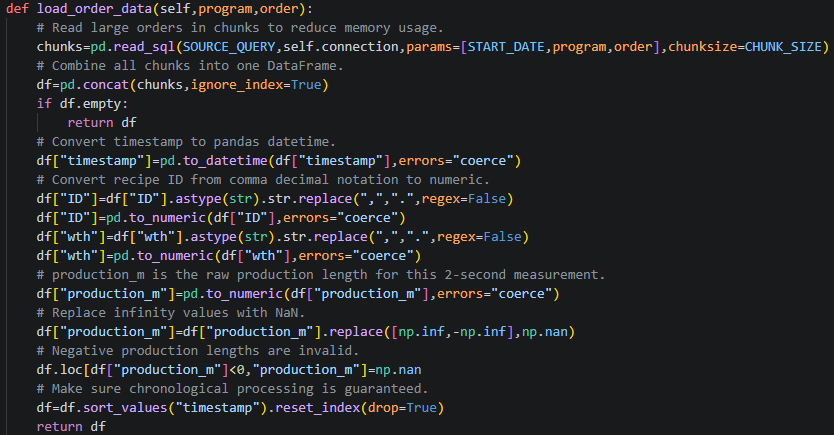 def load_order_data(self,program,order):
    # Read large orders in chunks to reduce memory usage.
    chunks=pd.read_sql(SOURCE_QUERY,self.connection,params=[START_DATE,program,order],chunksize=CHUNK_SIZE)
    # Combine all chunks into one DataFrame.
    df=pd.concat(chunks,ignore_index=True)
    if df.empty:
        return df
    # Convert timestamp to pandas datetime.
    df["timestamp"]=pd.to_datetime(df["timestamp"],errors="coerce")
    # Convert recipe ID from comma decimal notation to numeric.
    df["ID"]=df["ID"].astype(str).str.replace(",",".",regex=False)
    df["ID"]=pd.to_numeric(df["ID"],errors="coerce")
    df["wth"]=df["wth"].astype(str).str.replace(",",".",regex=False)
    df["wth"]=pd.to_numeric(df["wth"],errors="coerce")
    # production_m is the raw production length for this 2-second measurement.
    df["production_m"]=pd.to_numeric(df["production_m"],errors="coerce")
    # Replace infinity values with NaN.
    df["production_m"]=df["production_m"].replace([np.inf,-np.inf],np.nan)
    # Negative production lengths are invalid.
    df.loc[df["production_m"]<0,"production_m"]=np.nan
    # Make sure chronological processing is guaranteed.
    df=df.sort_values("timestamp").reset_index(drop=True)
    return df